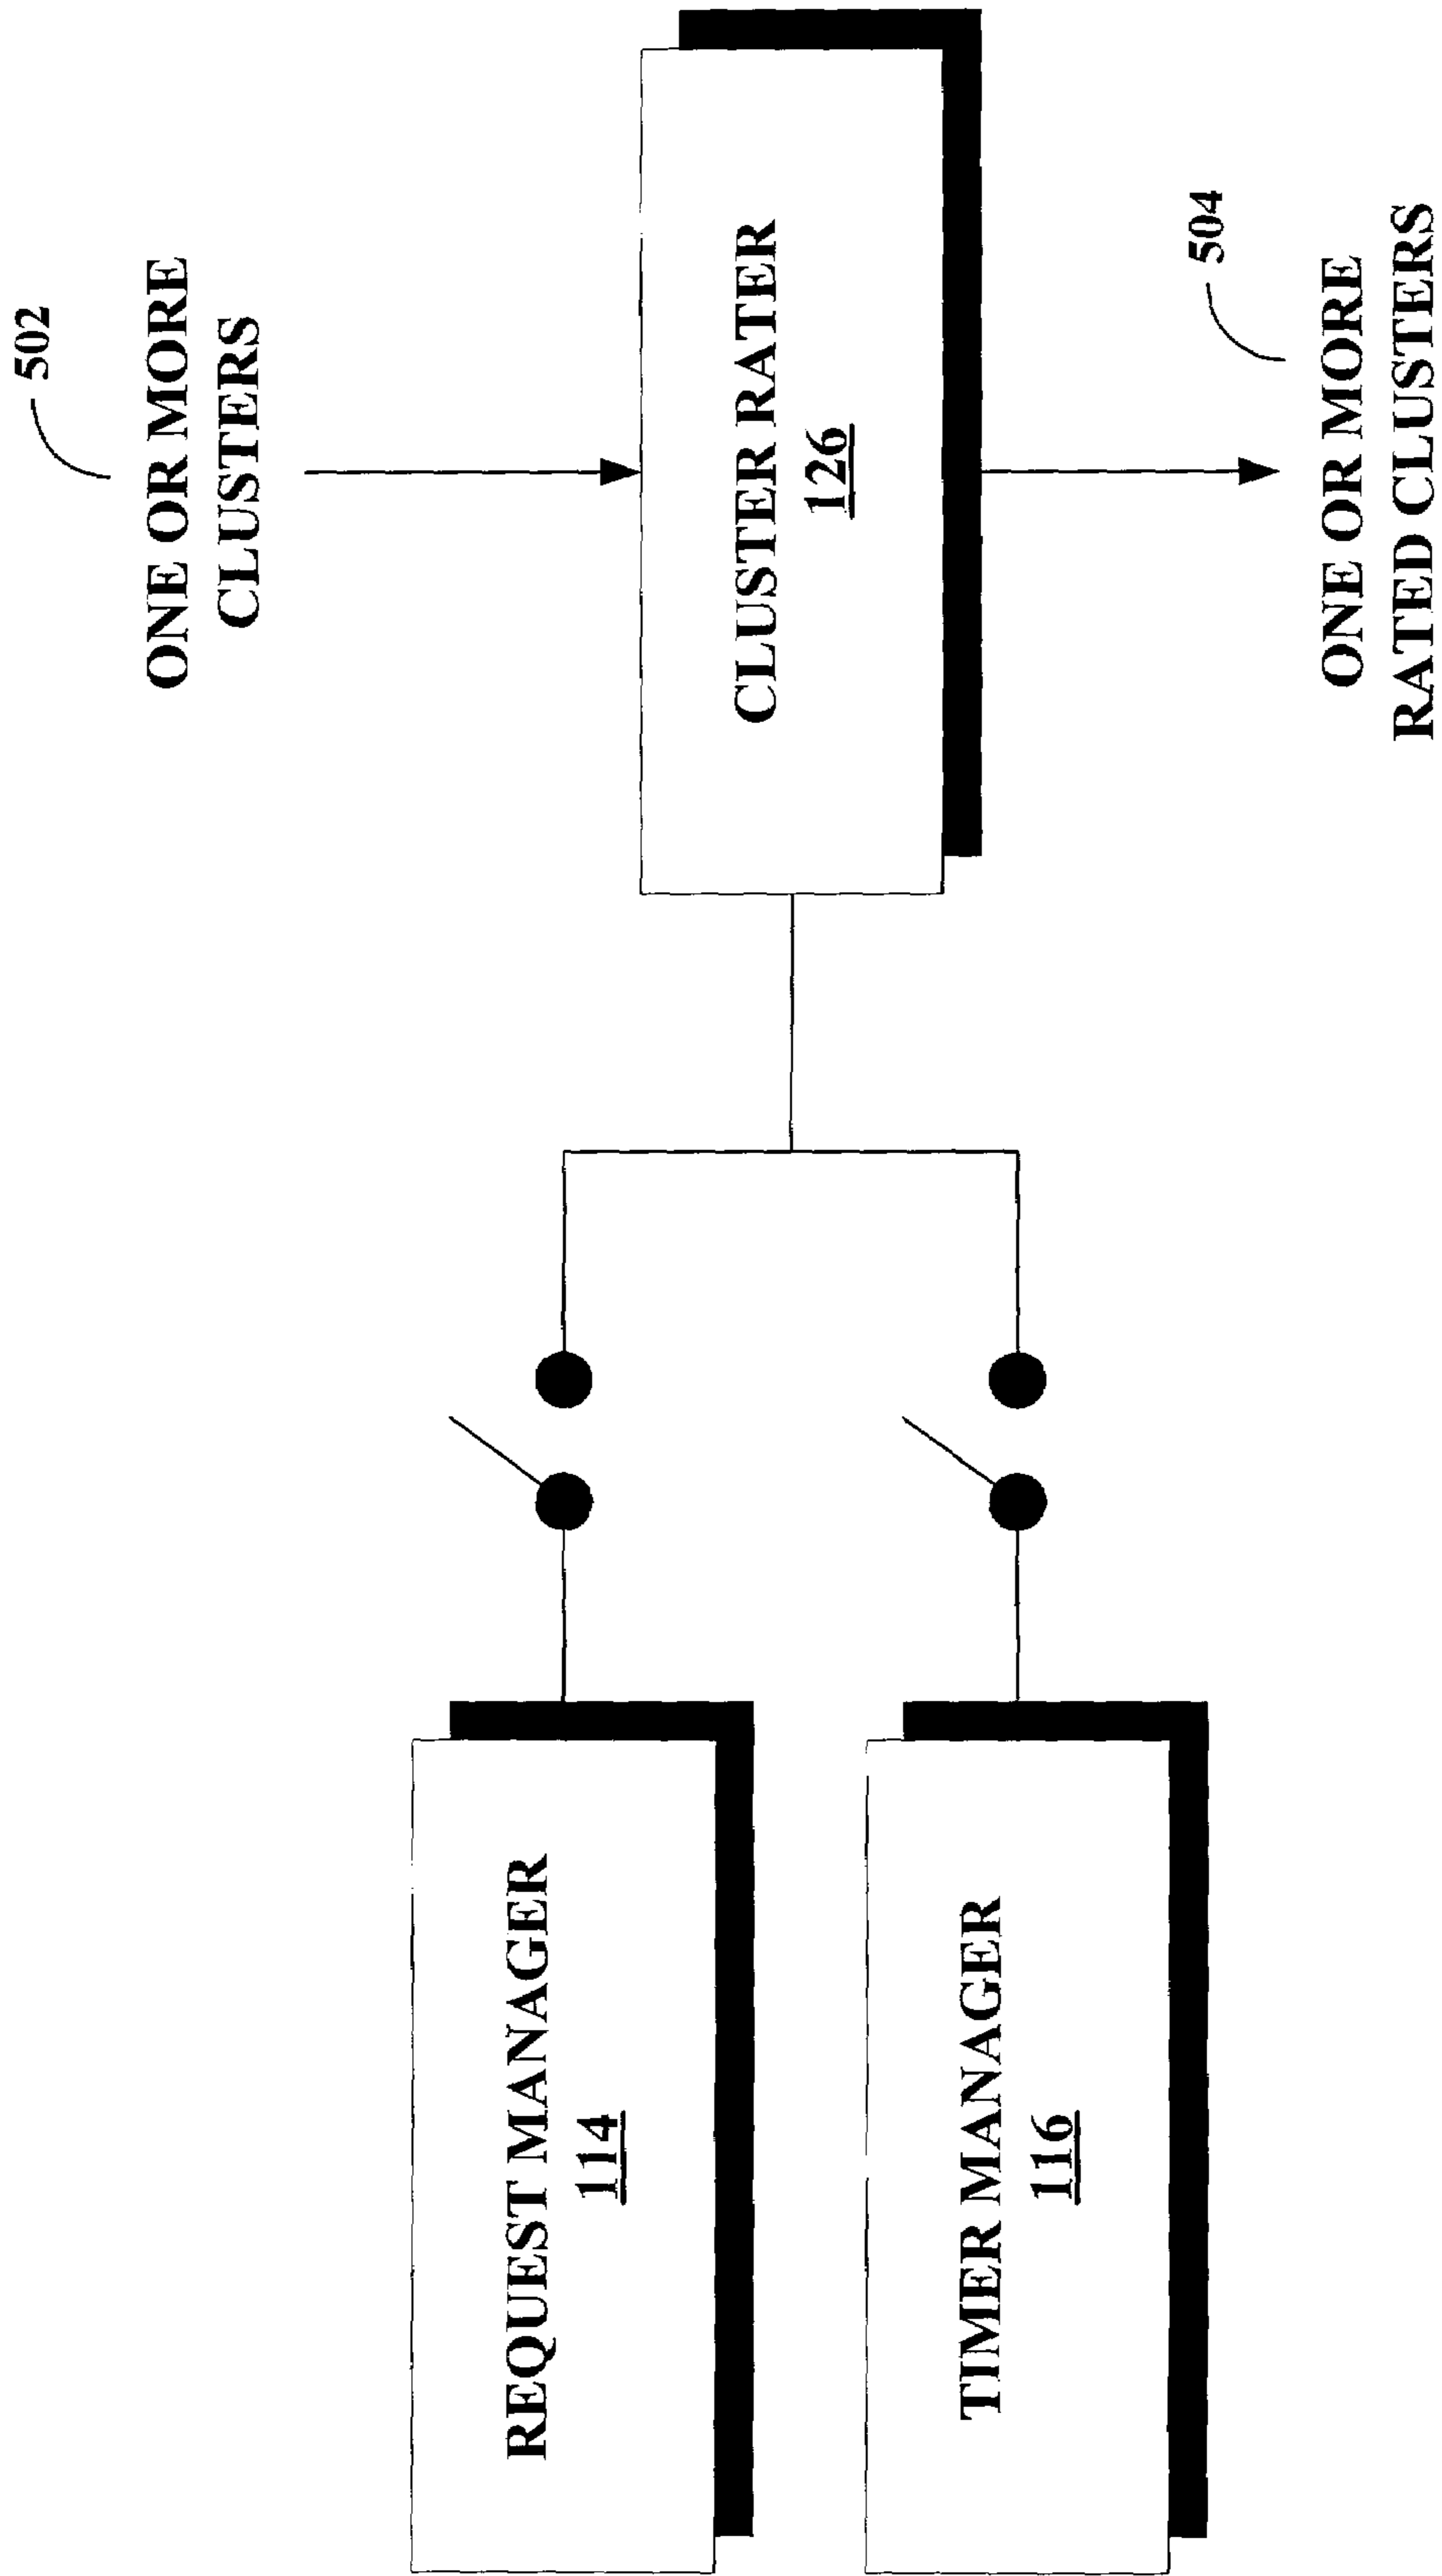 502
ONE OR MORE
CLUSTERS
REQUEST MANAGER
114
CLUSTER RATER
126
TIMER MANAGER
116
504
ONE OR MORE
RATED CLUSTERS